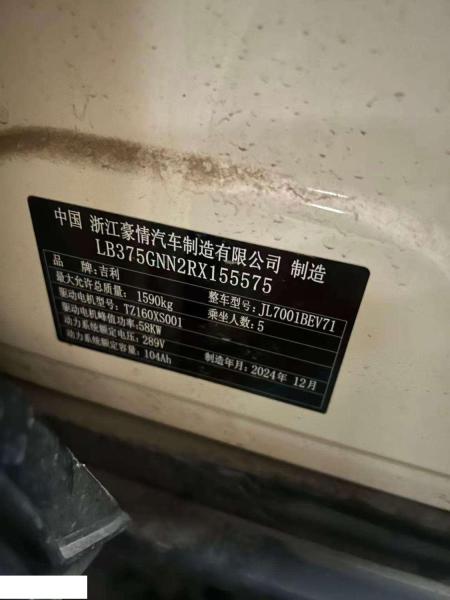 中国 浙江豪情汽车制造有限公司 制造
LB375GNN2RX155575
品牌:吉利
最大允许总质量: 1590kg 整车型号:JL7001BEV71
驱动电机型号:TZ160XS001 乘坐人数:5
驱动电机峰值功率:58KW
动力系统额定电压:289V
动力系统额定容量:104Ah 制造年月:2024年 12月